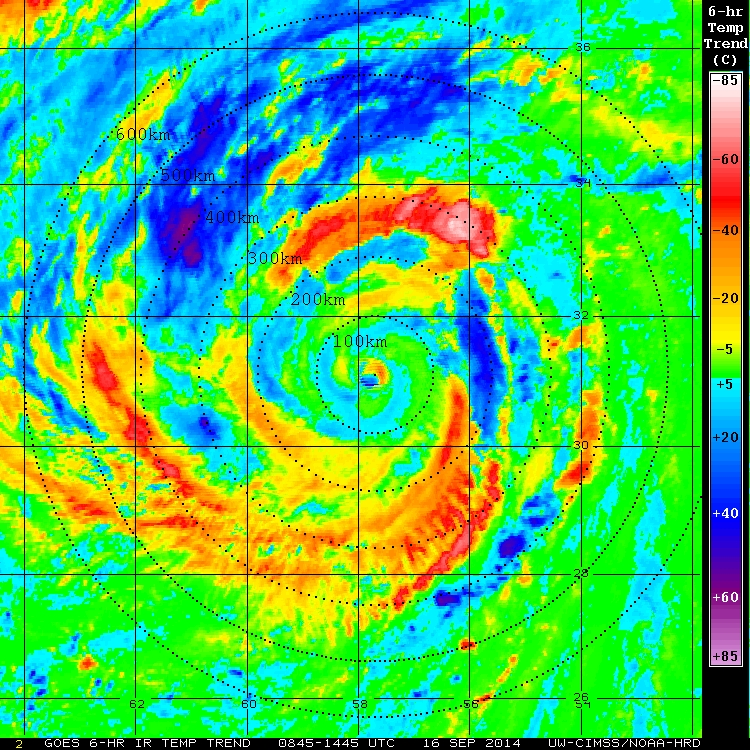 6-hr
Temp
Trend
(C)
-85
-60
-40
-20
-5
+5
+20
+40
+60
+85
36
600km
500km
34
400km
300km
200km
32
100km
30
28
62
60
58
56
54
26
2 GOES 6-HR IR TEMP TREND 0845-1445 UTC 16 SEP 2014 UW-CIMSS/NOAA-HRD